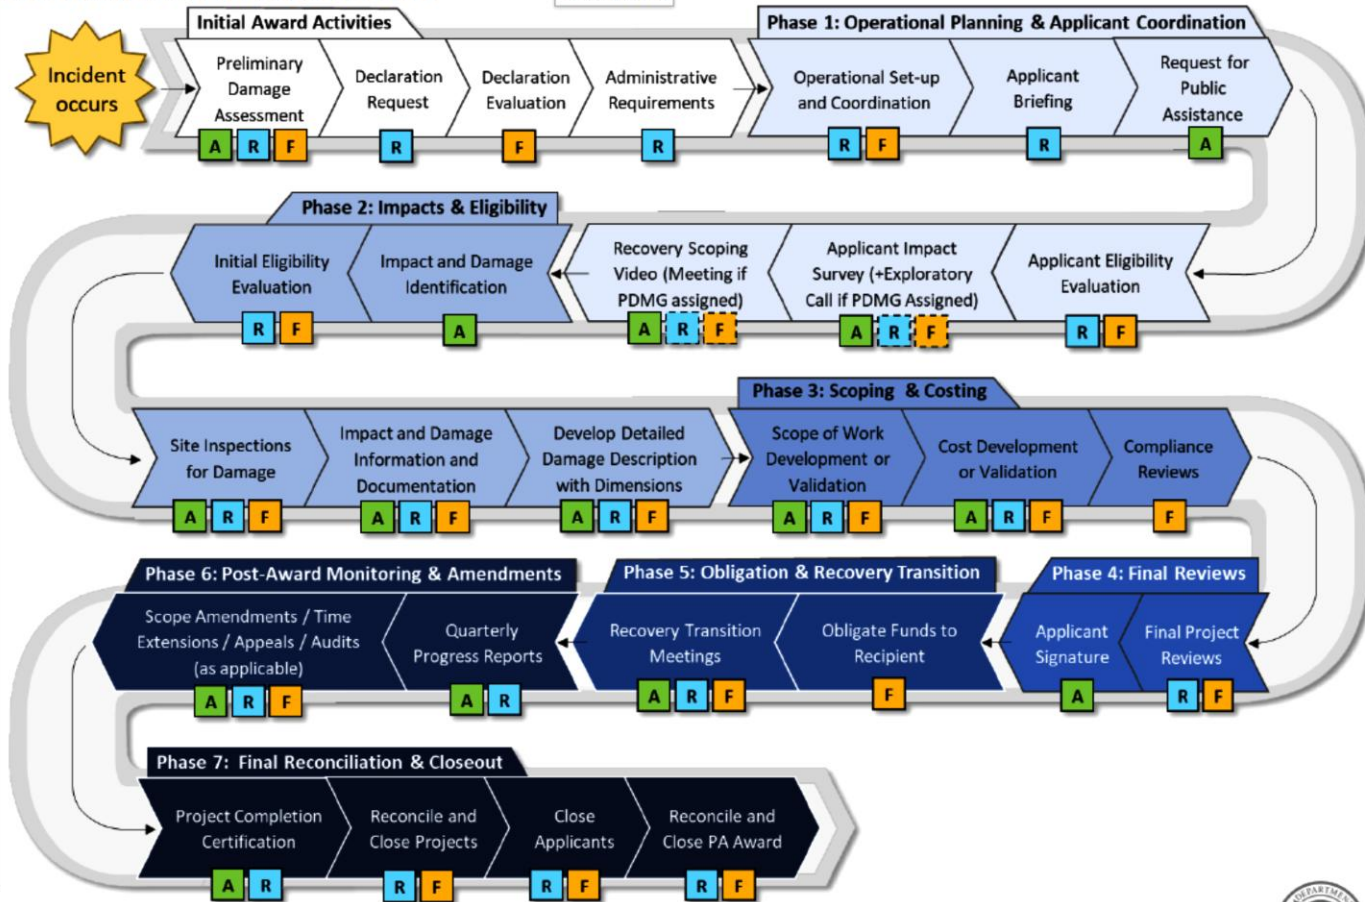 Initial Award Activities
Phase 1: Operational Planning & Applicant Coordination
Incident
occurs
Preliminary
Damage
Assessment
A R F
Declaration
Request
R
Declaration
Evaluation
F
Administrative
Requirements
R
Operational Set-up
and Coordination
R F
Applicant
Briefing
R
Request for
Public
Assistance
A
Applicant Eligibility
Evaluation
R F
Applicant Impact
Survey (+Exploratory
Call if PDMG Assigned)
A R F
Recovery Scoping
Video (Meeting if
PDMG assigned)
A R F
Phase 2: Impacts & Eligibility
Impact and Damage
Identification
A
Initial Eligibility
Evaluation
R F
Site Inspections
for Damage
A R F
Impact and Damage
Information and
Documentation
A R F
Develop Detailed
Damage Description
with Dimensions
A R F
Phase 3: Scoping & Costing
Scope of Work
Development or
Validation
A R F
Cost Development
or Validation
A R F
Compliance
Reviews
F
Phase 4: Final Reviews
Final Project
Reviews
R F
Applicant
Signature
A
Phase 5: Obligation & Recovery Transition
Obligate Funds to
Recipient
F
Recovery Transition
Meetings
A R F
Phase 6: Post-Award Monitoring & Amendments
Quarterly
Progress Reports
A R
Scope Amendments / Time
Extensions / Appeals / Audits
(as applicable)
A R F
Phase 7: Final Reconciliation & Closeout
Project Completion
Certification
A R
Reconcile and
Close Projects
R F
Close
Applicants
R F
Reconcile and
Close PA Award
R F